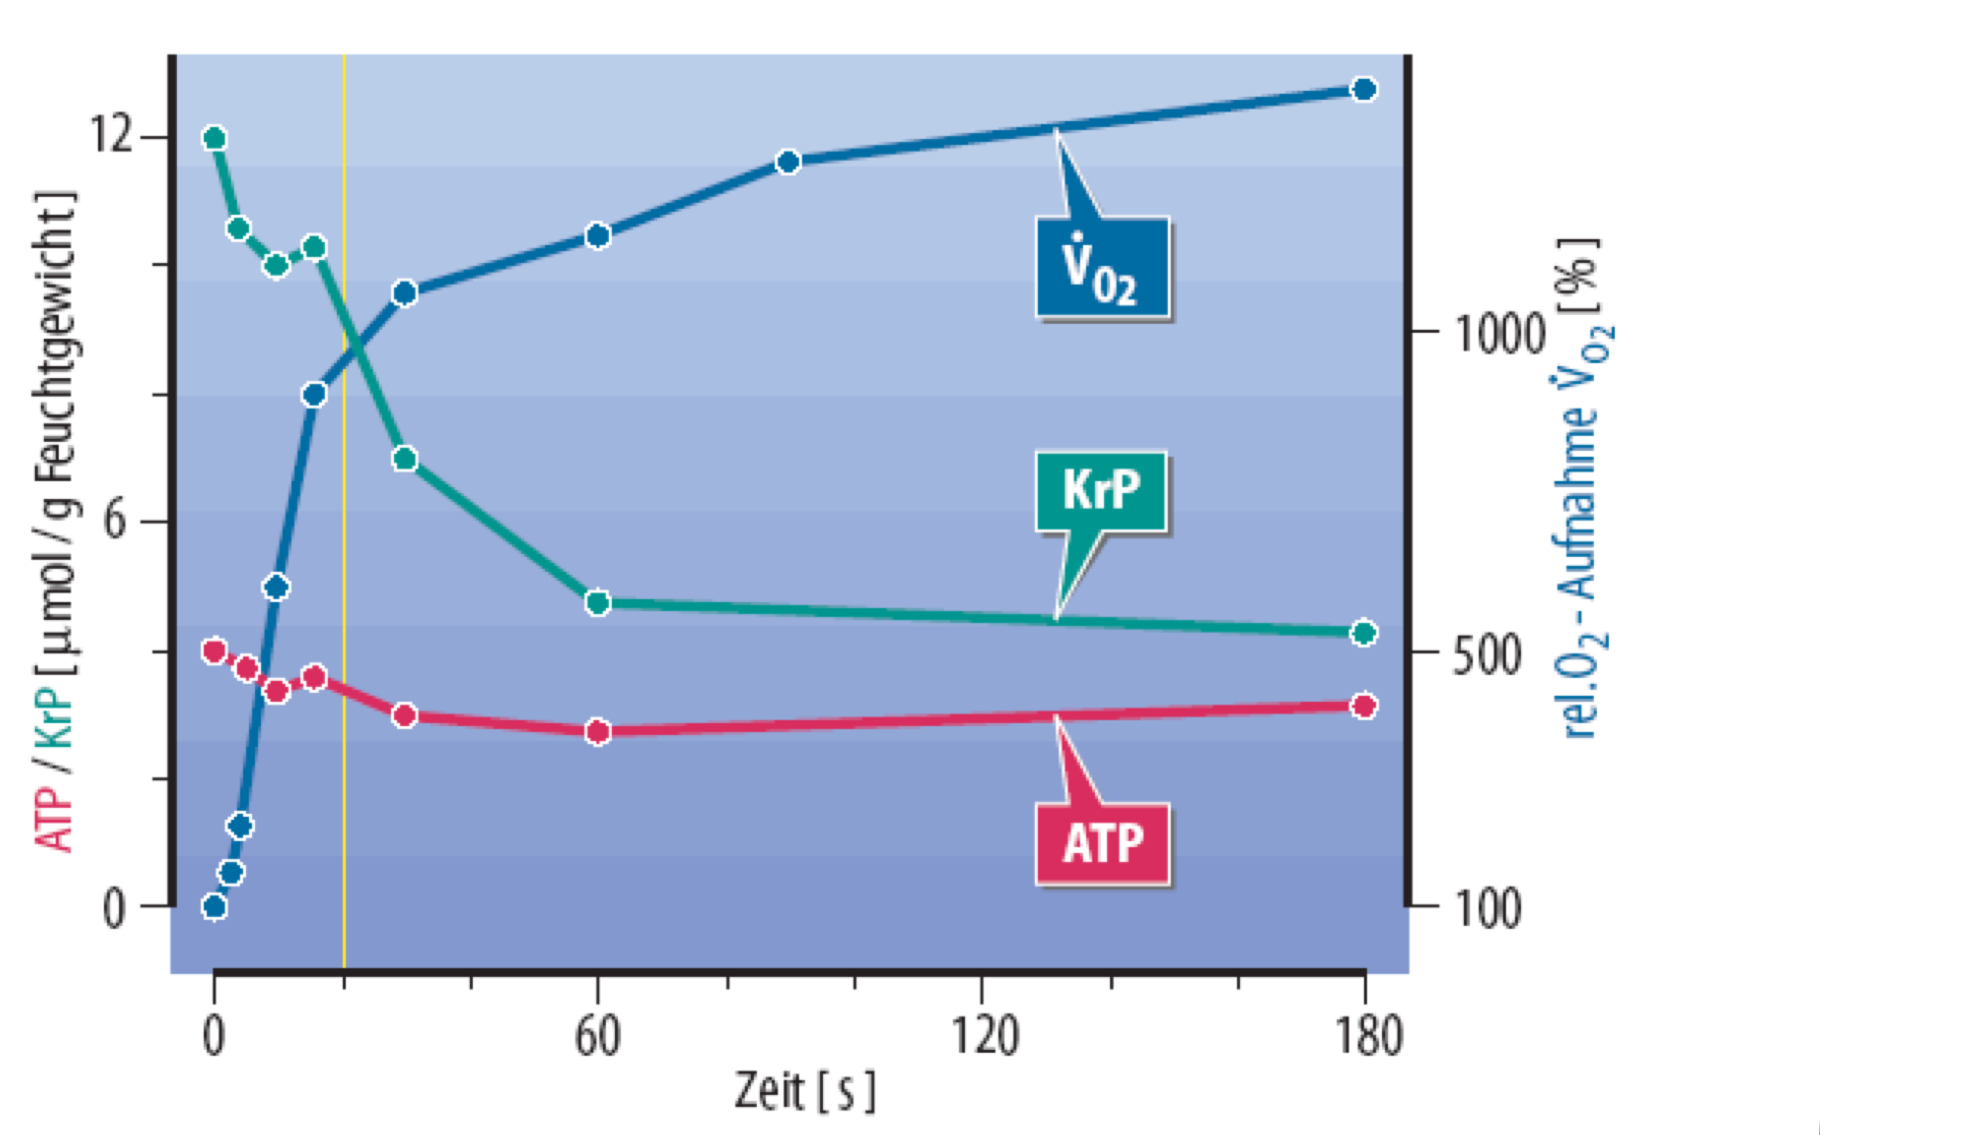 ATP / KrP [ µmol / g Feuchtgewicht ]
12
6
0
V̇O2
KrP
ATP
1000
500
100
rel. O2 - Aufnahme V̇O2 [ % ]
0 60 120 180
Zeit [ s ]